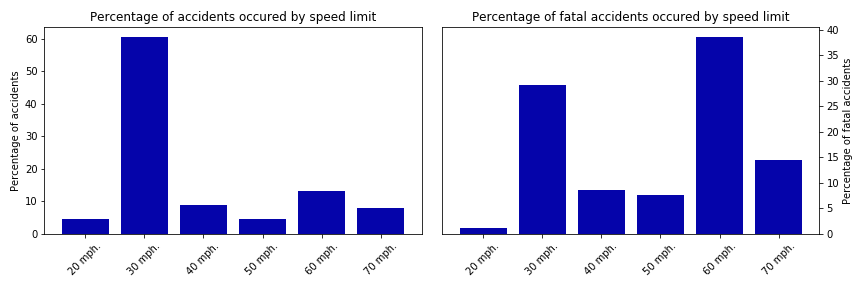 Percentage of accidents occured by speed limit
Percentage of accidents
60
50
40
30
20
10
0
20 mph.
30 mph.
40 mph.
50 mph.
60 mph.
70 mph.
Percentage of fatal accidents occured by speed limit
Percentage of fatal accidents
40
35
30
25
20
15
10
5
0
20 mph.
30 mph.
40 mph.
50 mph.
60 mph.
70 mph.